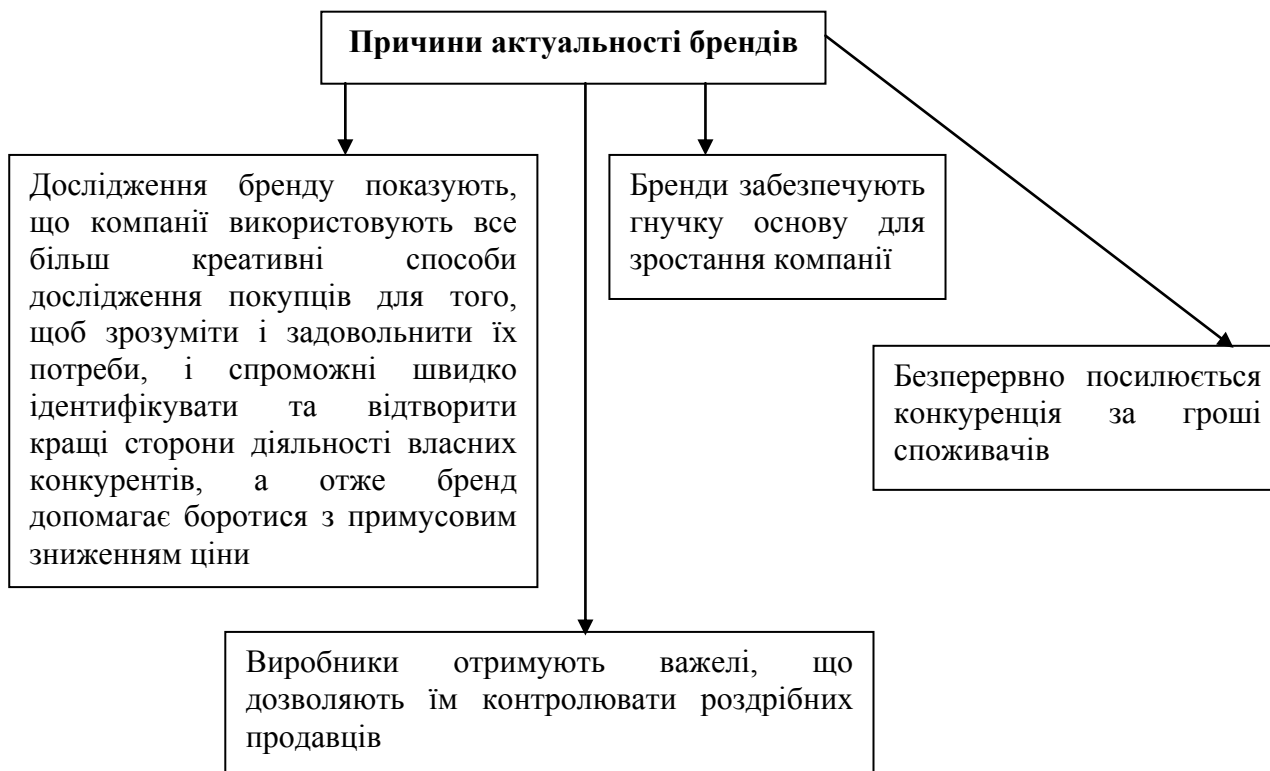 Причини актуальності брендів
Дослідження бренду показують,
що компанії використовують все
більш креативні способи
дослідження покупців для того,
щоб зрозуміти і задовольнити їх
потреби, і спроможні швидко
ідентифікувати та відтворити
кращі сторони діяльності власних
конкурентів, а отже бренд
допомагає боротися з примусовим
зниженням ціни
Бренди забезпечують
гнучку основу для
зростання компанії
Безперервно посилюється
конкуренція за гроші
споживачів
Виробники отримують важелі, що
дозволяють їм контролювати роздрібних
продавців